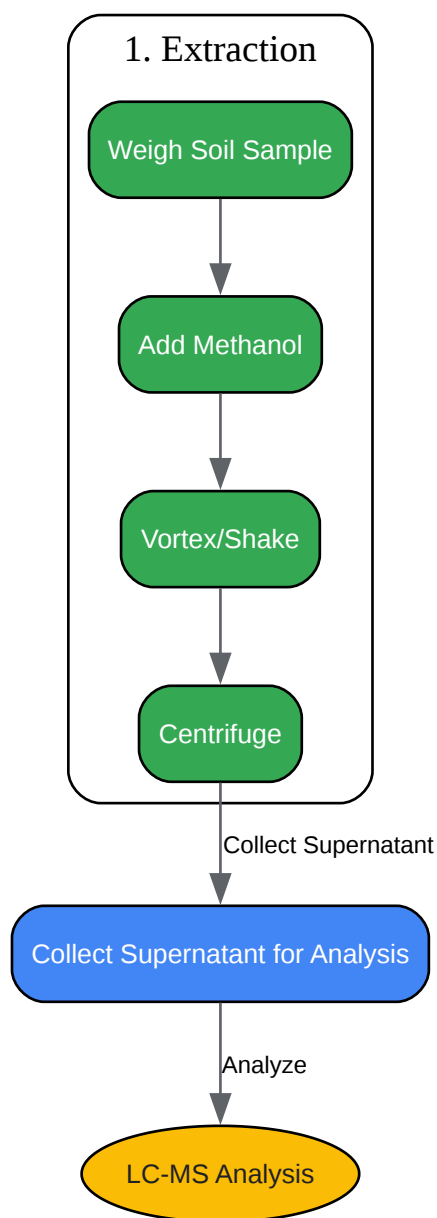 1. Extraction
Weigh Soil Sample
Add Methanol
Vortex/Shake
Centrifuge
Collect Supernatant
Collect Supernatant for Analysis
Analyze
LC-MS Analysis